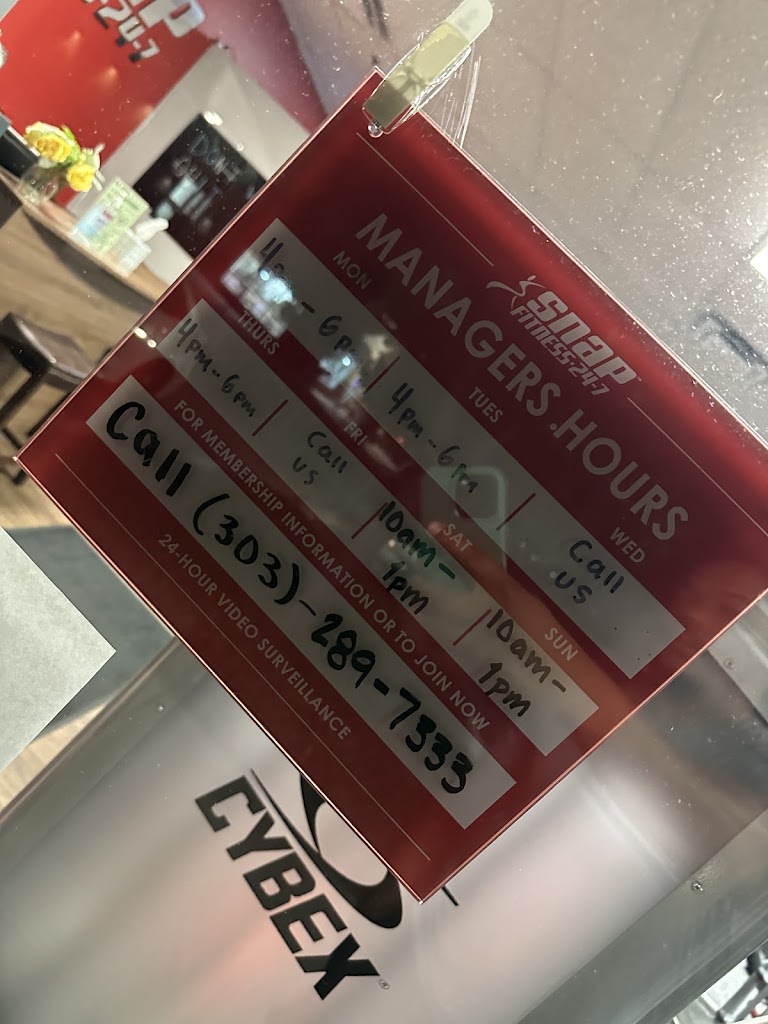 snap
FITNESS·24-7
MANAGERS HOURS
MON TUES WED
4pm-6pm 4pm-6pm Call us
THURS FRI SAT SUN
4pm-6pm Call us 10am-1pm 10am-1pm
FOR MEMBERSHIP INFORMATION OR TO JOIN NOW
Call (303)-289-7333
24-HOUR VIDEO SURVEILLANCE
CYBEX